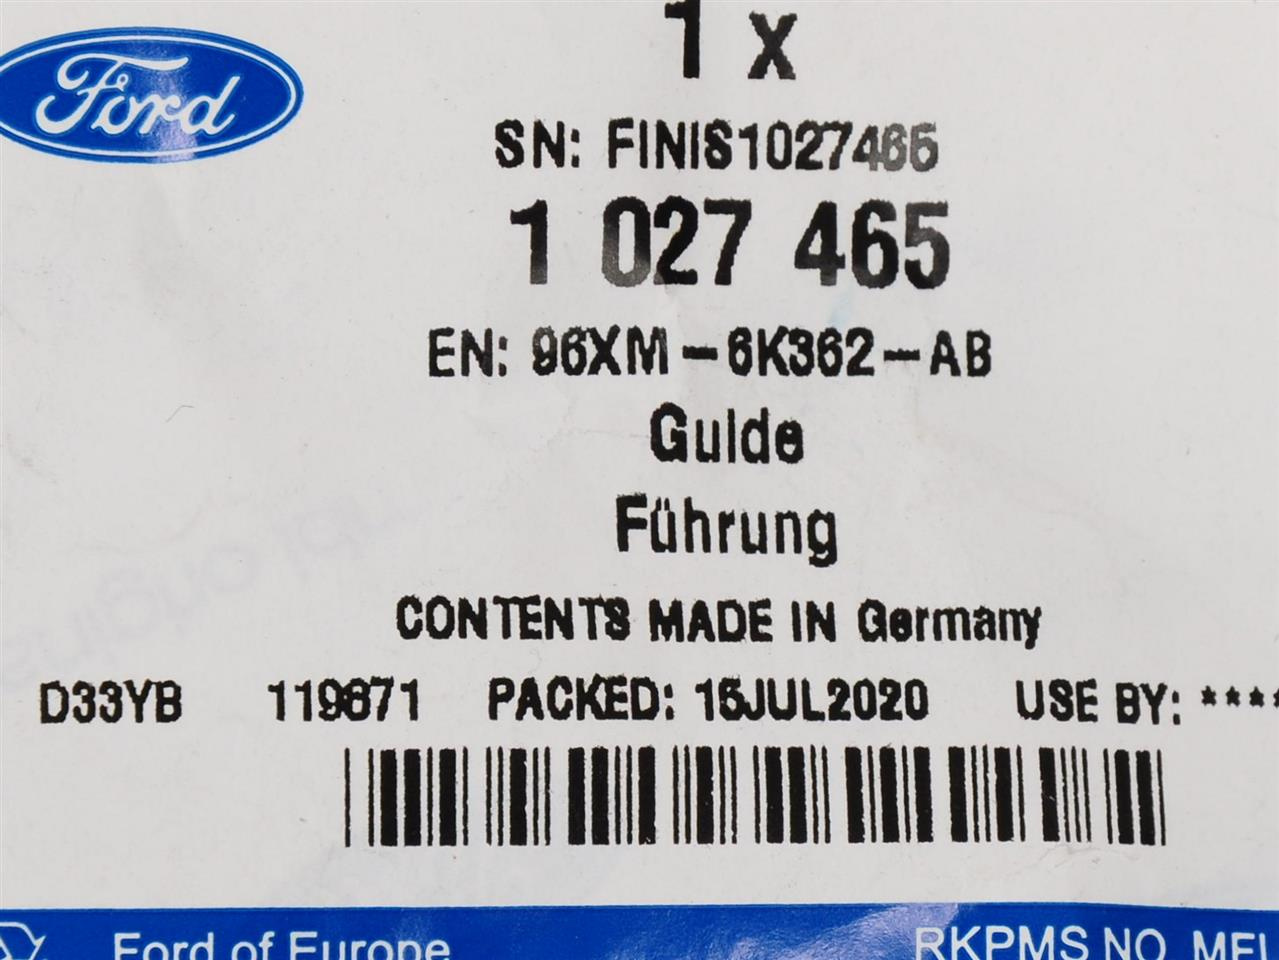 Ford
1 x
SN: FINIS1027465
1 027 465
EN: 96XM-6K362-AB
Guide
Führung
CONTENTS MADE IN Germany
D33YB 119671 PACKED: 15JUL2020 USE BY: ****
Ford of Europe RKPMS NO. MEL